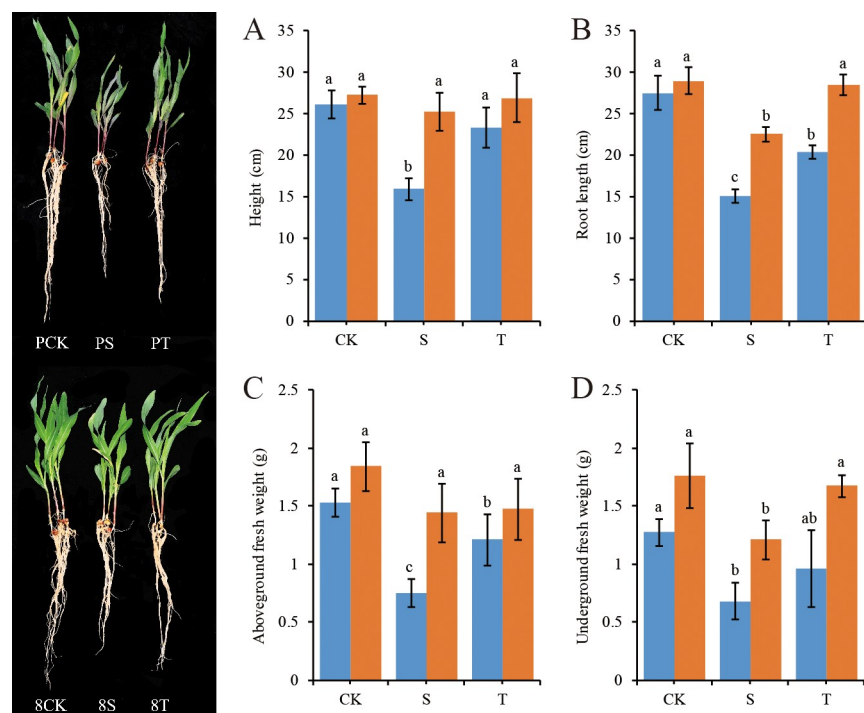 PCK PS PT
8CK 8S 8T
A
Height (cm)
35
30
25
20
15
10
5
0
a a
b a
a a
CK S T
B
Root length (cm)
35
30
25
20
15
10
5
0
a a
c b
b a
CK S T
C
Aboveground fresh weight (g)
2.5
2
1.5
1
0.5
0
a a
c a
b a
CK S T
D
Underground fresh weight (g)
2.5
2
1.5
1
0.5
0
a a
b b
ab a
CK S T